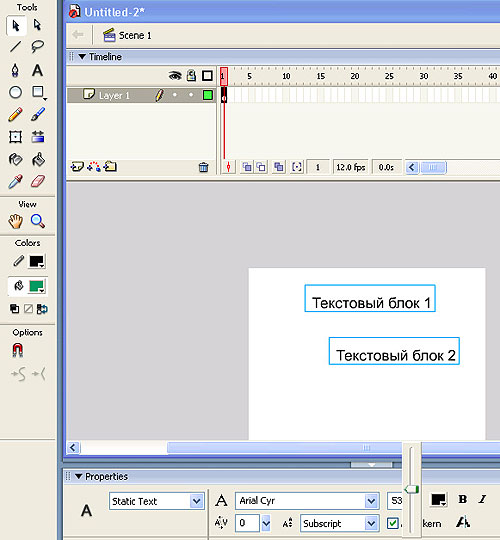 Tools
Untitled-2*
Scene 1
Timeline
1 5 10 15 20 25 30 35 40
Layer 1
1 12.0 fps 0.0s
View
Colors
Options
Текстовый блок 1
Текстовый блок 2
Properties
A Static Text A Arial Cyr 53 B I
A/V 0 Subscript kern